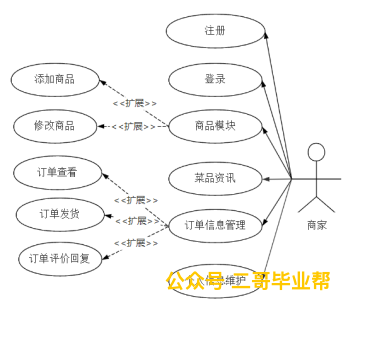 注册
添加商品
登录
<<扩展>>
修改商品
<<扩展>>
商品模块
订单查看
菜品资讯
<<扩展>>
订单发货
<<扩展>>
订单信息管理
商家
<<扩展>>
订单评价回复
公众号 二哥毕业帮
信息维护